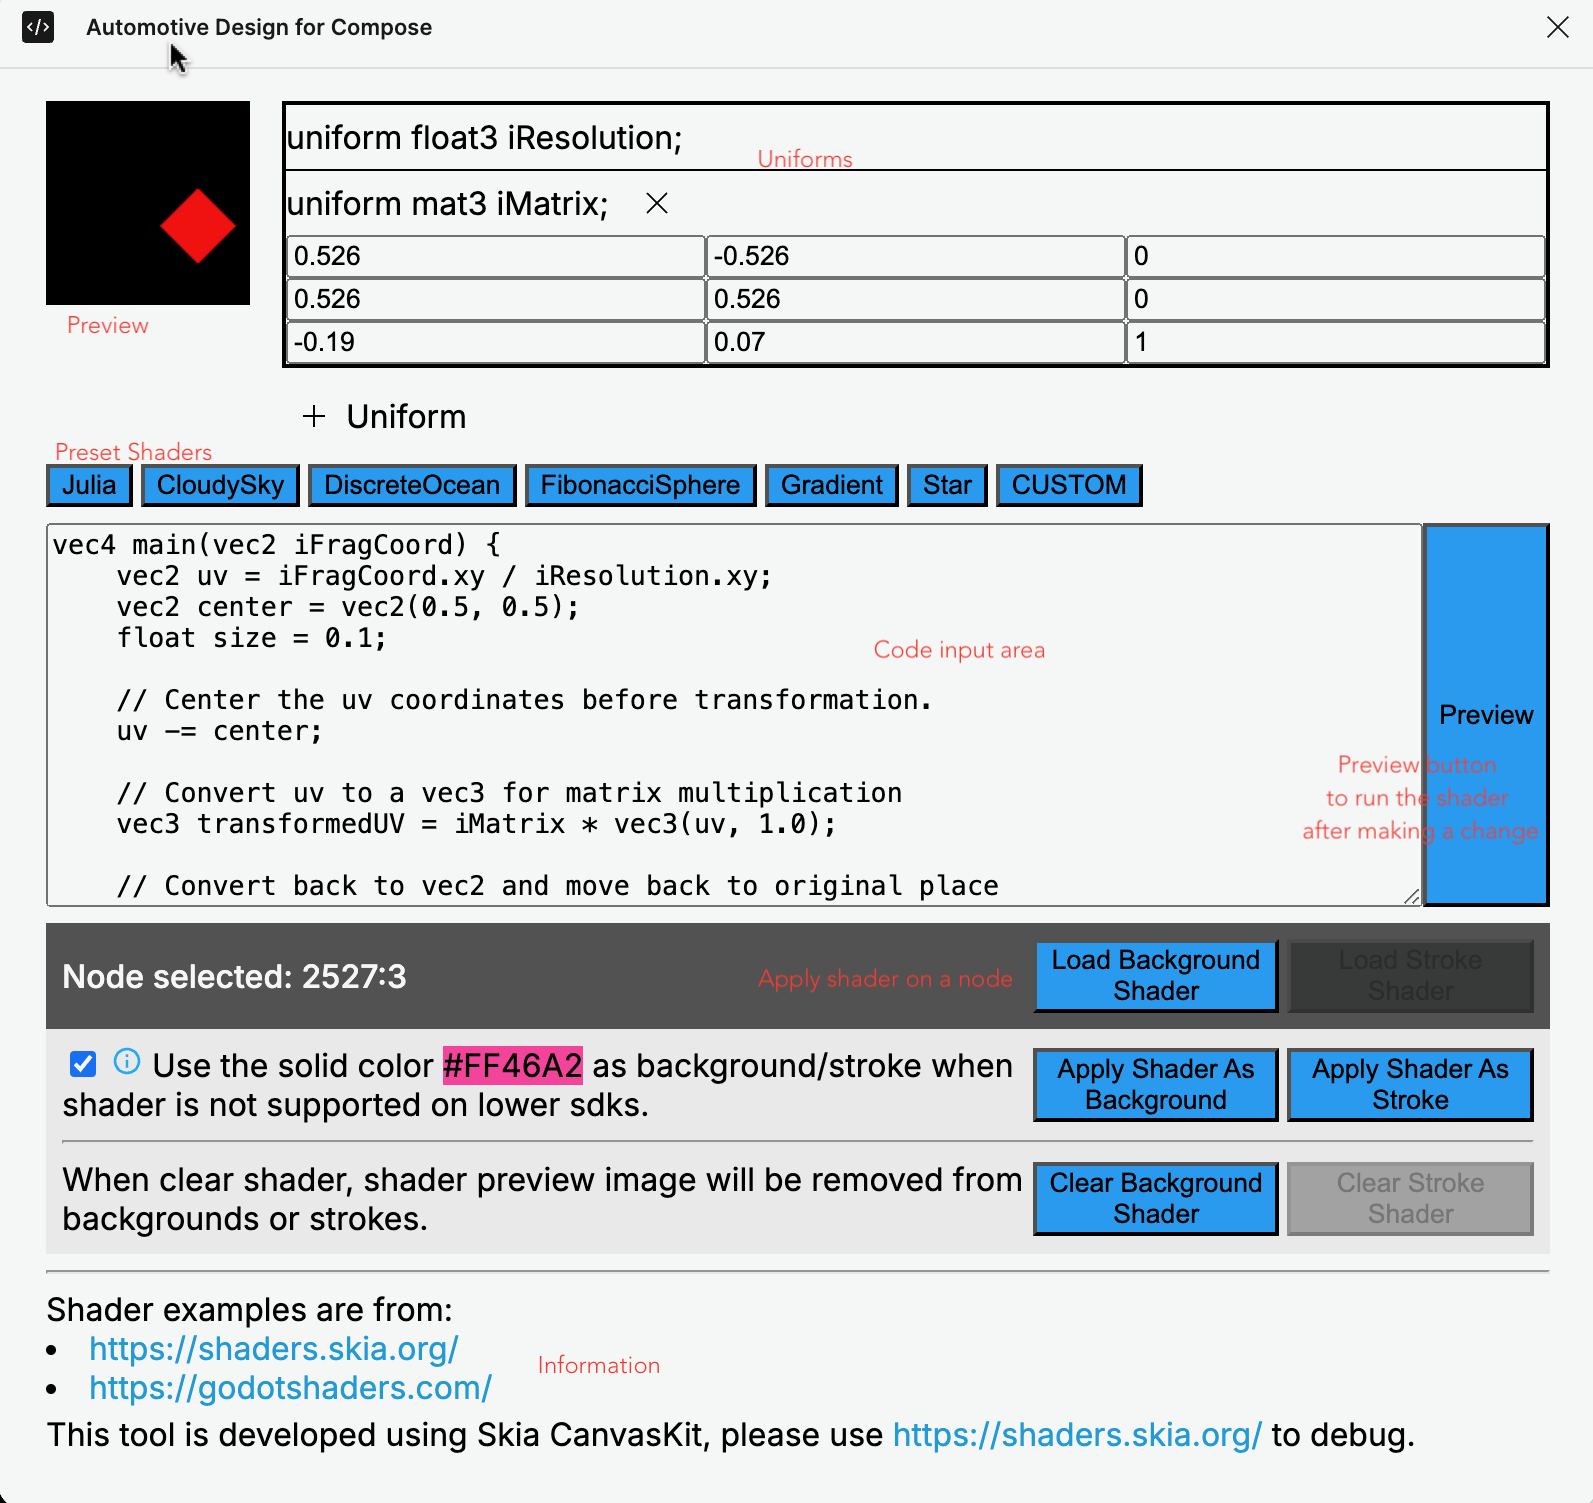 </> Automotive Design for Compose
uniform float3 iResolution;
Uniforms
uniform mat3 iMatrix;
0.526 -0.526 0
0.526 0.526 0
-0.19 0.07 1
Preview
+ Uniform
Preset Shaders
Julia CloudySky DiscreteOcean FibonacciSphere Gradient Star CUSTOM
vec4 main(vec2 iFragCoord) {
    vec2 uv = iFragCoord.xy / iResolution.xy;
    vec2 center = vec2(0.5, 0.5);
    float size = 0.1;
Code input area
    // Center the uv coordinates before transformation.
    uv -= center;
    // Convert uv to a vec3 for matrix multiplication
    vec3 transformedUV = iMatrix * vec3(uv, 1.0);
    // Convert back to vec2 and move back to original place
Preview
Preview button
to run the shader
after making a change
Node selected: 2527:3
Apply shader on a node
Load Background
Shader
Load Stroke
Shader
Use the solid color #FF46A2 as background/stroke when
shader is not supported on lower sdks.
Apply Shader As
Background
Apply Shader As
Stroke
When clear shader, shader preview image will be removed from
backgrounds or strokes.
Clear Background
Shader
Clear Stroke
Shader
Shader examples are from:
• https://shaders.skia.org/
Information
• https://godotshaders.com/
This tool is developed using Skia CanvasKit, please use https://shaders.skia.org/ to debug.